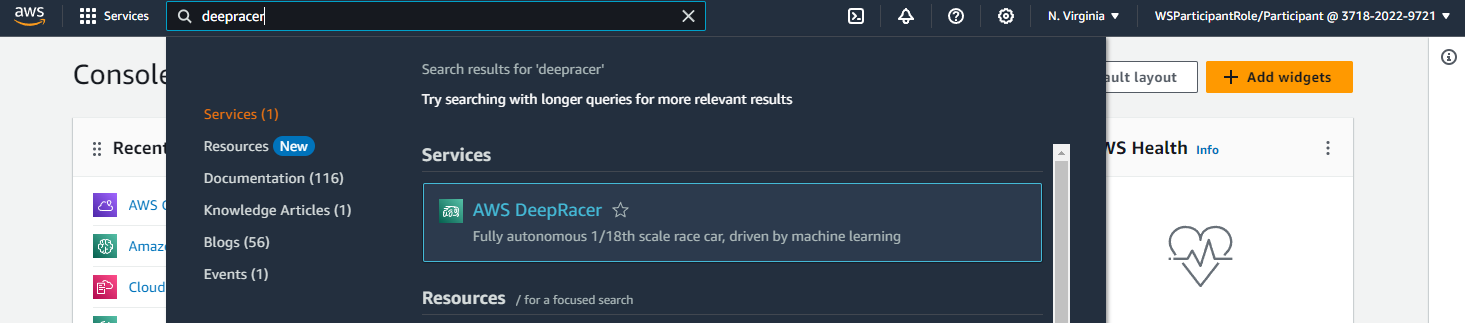 aws
Services
deepracer
N. Virginia
WSParticipantRole/Participant @ 3718-2022-9721
Console
ault layout
+ Add widgets
Search results for 'deepracer'
Try searching with longer queries for more relevant results
Services (1)
Resources New
Documentation (116)
Knowledge Articles (1)
Blogs (56)
Events (1)
Services
AWS DeepRacer
Fully autonomous 1/18th scale race car, driven by machine learning
Resources / for a focused search
Recent
AWS C
Amazo
Cloud
WS Health Info